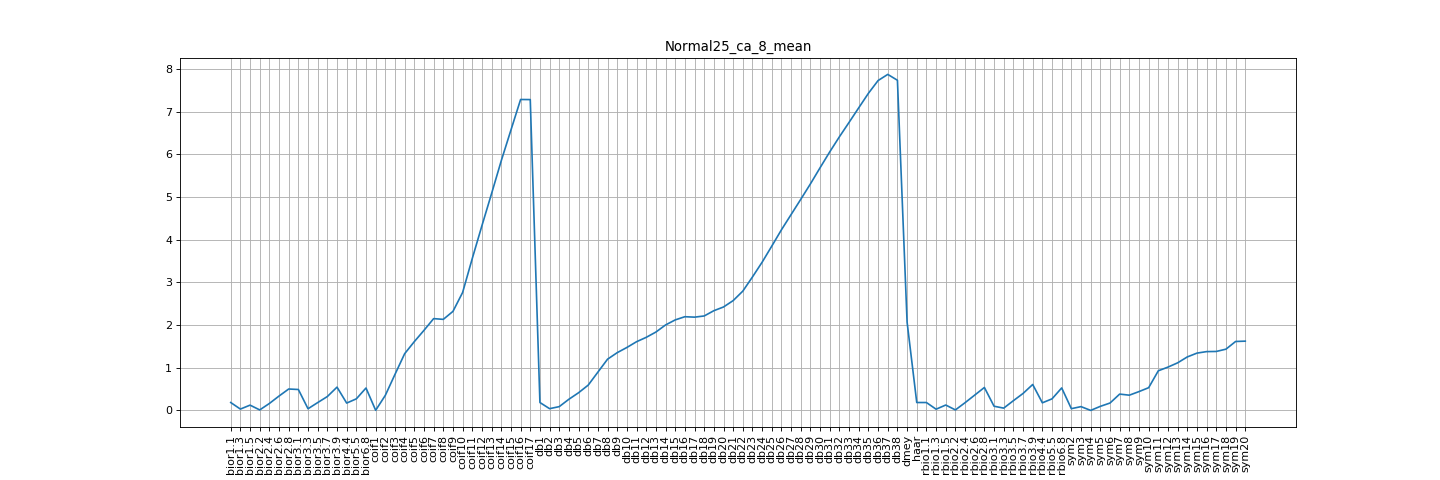 Normal25_ca_8_mean
8
7
6
5
4
3
2
1
0
bior1.1
bior1.3
bior1.5
bior2.2
bior2.4
bior2.6
bior2.8
bior3.1
bior3.3
bior3.5
bior3.7
bior3.9
bior4.4
bior5.5
bior6.8
coif1
coif2
coif3
coif4
coif5
coif6
coif7
coif8
coif9
coif10
coif11
coif12
coif13
coif14
coif15
coif16
coif17
db1
db2
db3
db4
db5
db6
db7
db8
db9
db10
db11
db12
db13
db14
db15
db16
db17
db18
db19
db20
db21
db22
db23
db24
db25
db26
db27
db28
db29
db30
db31
db32
db33
db34
db35
db36
db37
db38
dmey
haar
rbio1.1
rbio1.3
rbio1.5
rbio2.2
rbio2.4
rbio2.6
rbio2.8
rbio3.1
rbio3.3
rbio3.5
rbio3.7
rbio3.9
rbio4.4
rbio5.5
rbio6.8
sym2
sym3
sym4
sym5
sym6
sym7
sym8
sym9
sym10
sym11
sym12
sym13
sym14
sym15
sym16
sym17
sym18
sym19
sym20